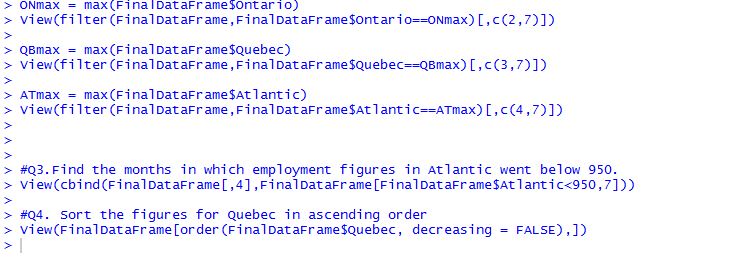 > ONmax = max(FinalDataFrame$Ontario)
> View(filter(FinalDataFrame,FinalDataFrame$Ontario==ONmax)[,c(2,7)])
>
> QBmax = max(FinalDataFrame$Quebec)
> View(filter(FinalDataFrame,FinalDataFrame$Quebec==QBmax)[,c(3,7)])
>
> ATmax = max(FinalDataFrame$Atlantic)
> View(filter(FinalDataFrame,FinalDataFrame$Atlantic==ATmax)[,c(4,7)])
>
>
>
> #Q3.Find the months in which employment figures in Atlantic went below 950.
> View(cbind(FinalDataFrame[,4],FinalDataFrame[FinalDataFrame$Atlantic<950,7]))
>
> #Q4. Sort the figures for Quebec in ascending order
> View(FinalDataFrame[order(FinalDataFrame$Quebec, decreasing = FALSE),])
>